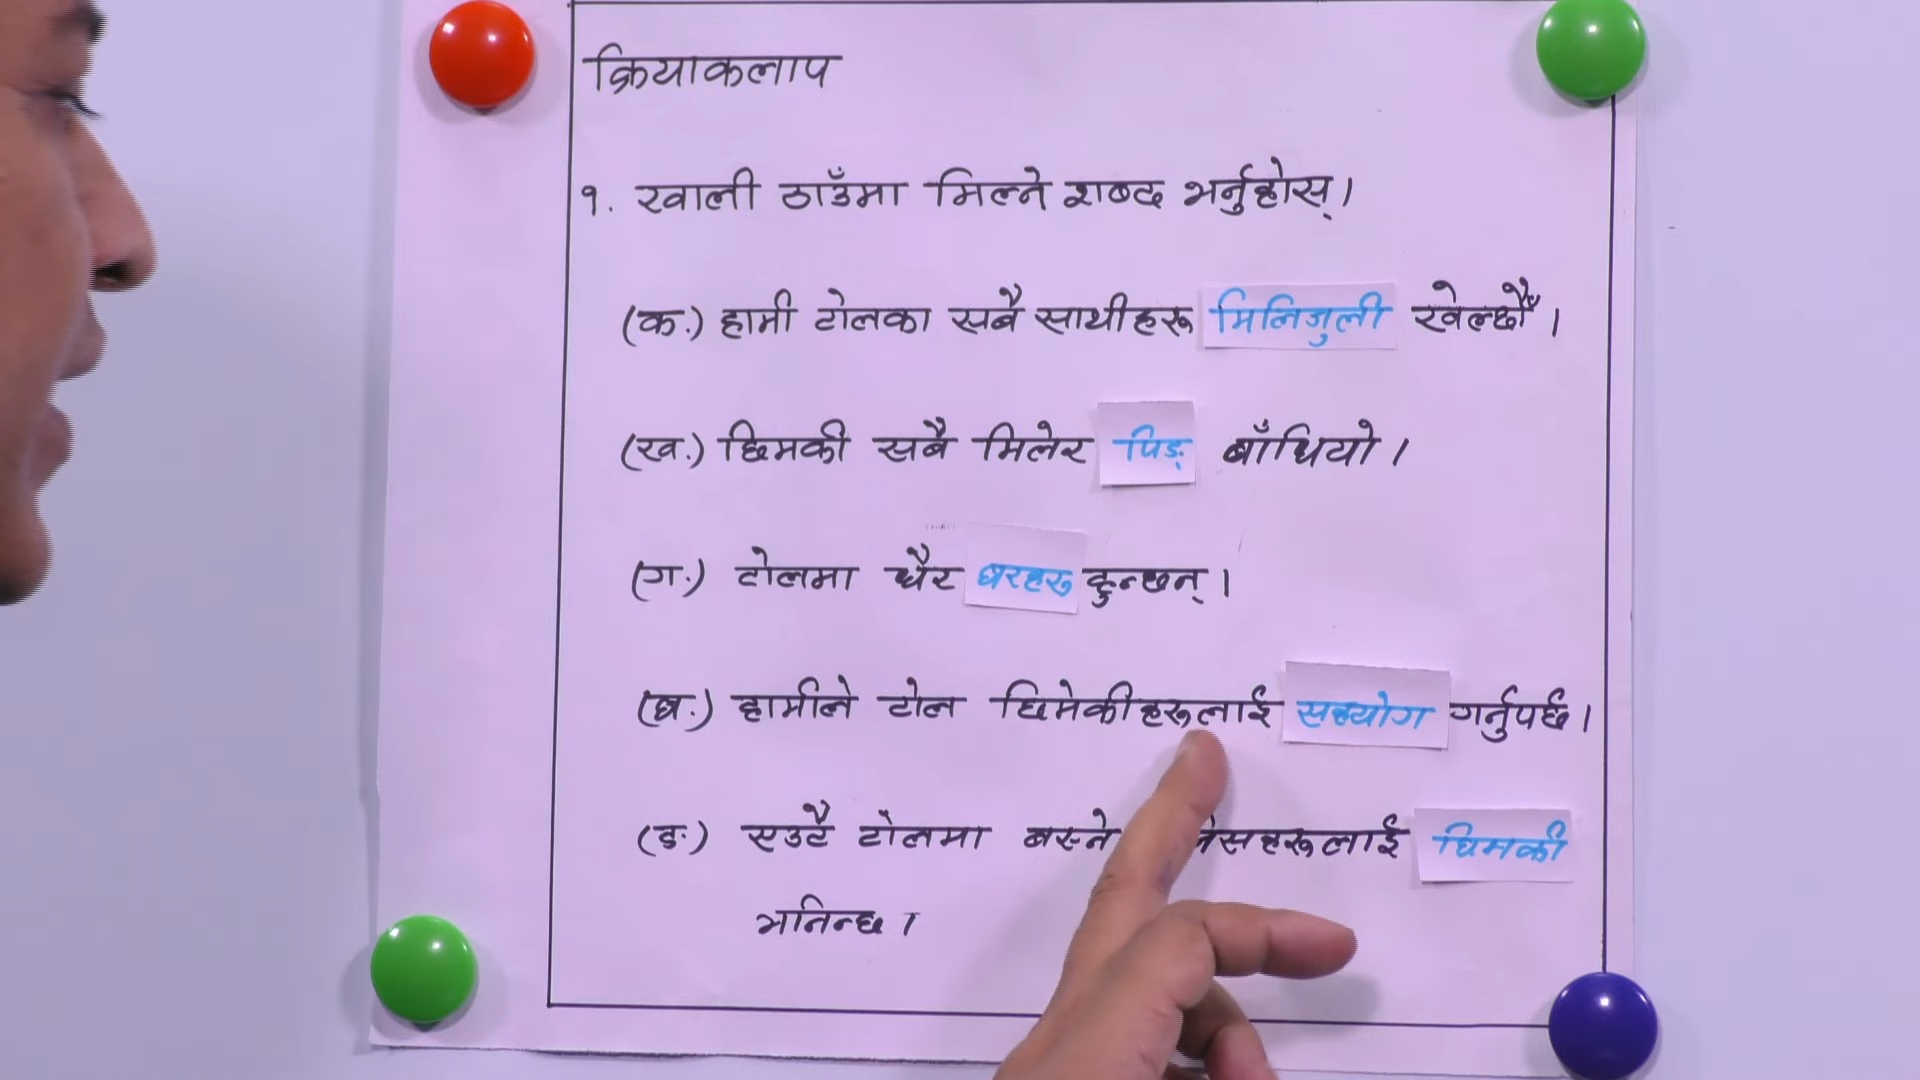 क्रियाकलाप
१. खाली ठाउँमा मिल्ने शब्द भर्नुहोस्।
(क.) हामी टोलका सबै साथीहरू मिलिजुली खेल्छौँ।
(ख.) छिमकी सबै मिलेर पिङ् बाँधियो।
(ग.) टोलमा धैर घरहरू हुन्छन्।
(घ.) हामीले टोल छिमेकीहरूलाई सहयोग गर्नुपर्छ।
(ङ.) एउटै टोलमा बस्ने लाई छिमकी
भनिन्छ।